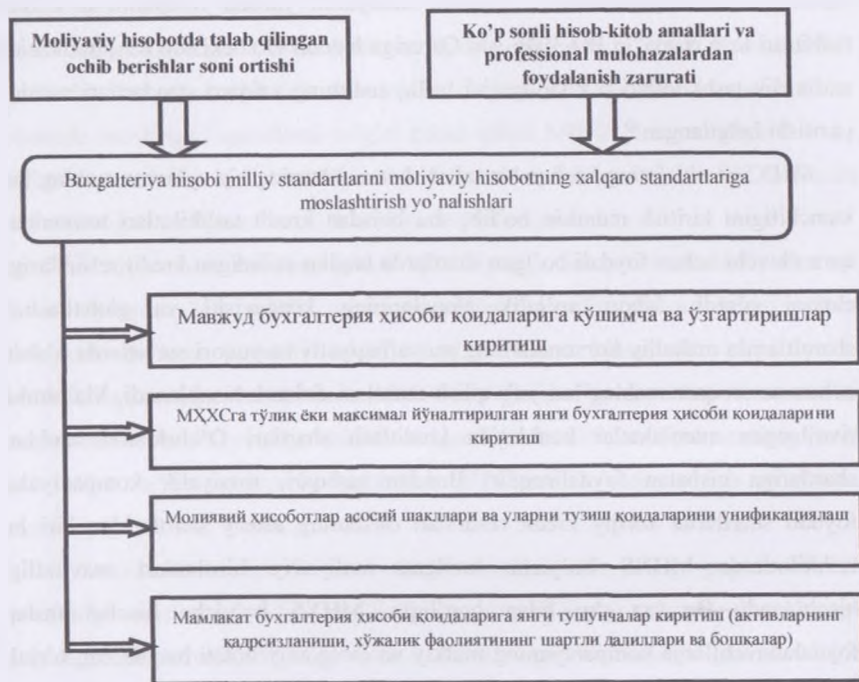 Moliyaviy hisobotda talab qilingan
ochib berishlar soni ortishi
Ko'p sonli hisob-kitob amallari va
professional mulohazalardan
foydalanish zarurati
Buxgalteriya hisobi milliy standartlarini moliyaviy hisobotning xalqaro standartlariga
moslashtirish yo'nalishlari
Мавжуд бухгалтерия ҳисоби қоидаларига қўшимча ва ўзгартиришлар
киритиш
МҲХСга тўлиқ ёки максимал йўналтирилган янги бухгалтерия ҳисоби қоидаларини
киритиш
Молиявий ҳисоботлар асосий шакллари ва уларни тузиш қоидаларини унификациялаш
Мамлакат бухгалтерия ҳисоби қоидаларига янги тушунчалар киритиш (активларнинг
қадрсизланиши, хўжалик фаолиятининг шартли далиллари ва бошқалар)